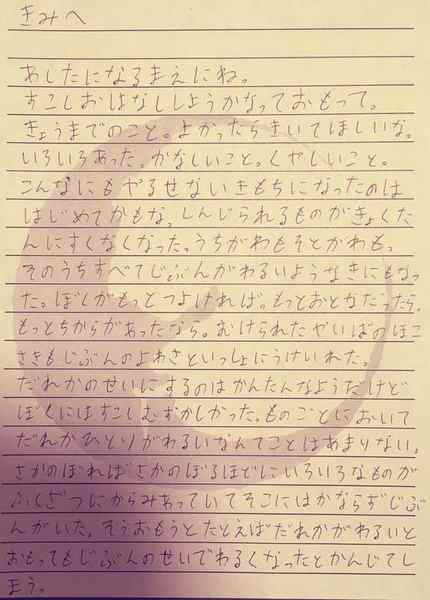 きみへ
あしたになるまえにね。
すこしおはなししようかなっておもって。
きょうまでのこと。よかったらきいてほしいな。
いろいろあった。かなしいこと。くやしいこと。
こんなにもやるせないきもちになったのは
はじめてかもな。しんじられるものがきょくた
んにすくなくなった。うちがわもそとがわも。
そのうちすべてじぶんがわるいようなきにもなっ
た。ぼくがもっとつよければ。もっとおとなだったら。
もっとちからがあったなら。むけられたやいばのほこ
さきもじぶんのよわさといっしょにうけいれた。
だれかのせいにするのはかんたんなようだけど
ぼくにはすこしむずかしかった。ものごとにおいて
だれかひとりがわるいなんてことはあまりない。
さかのぼればさかのぼるほどにいろいろなものが
ふくざつにからみあっていてそこにはかならずじぶ
んがいた。そうおもうとたとえばだれかがわるいと
おもってもじぶんのせいでわるくなったとかんじてし
まう。